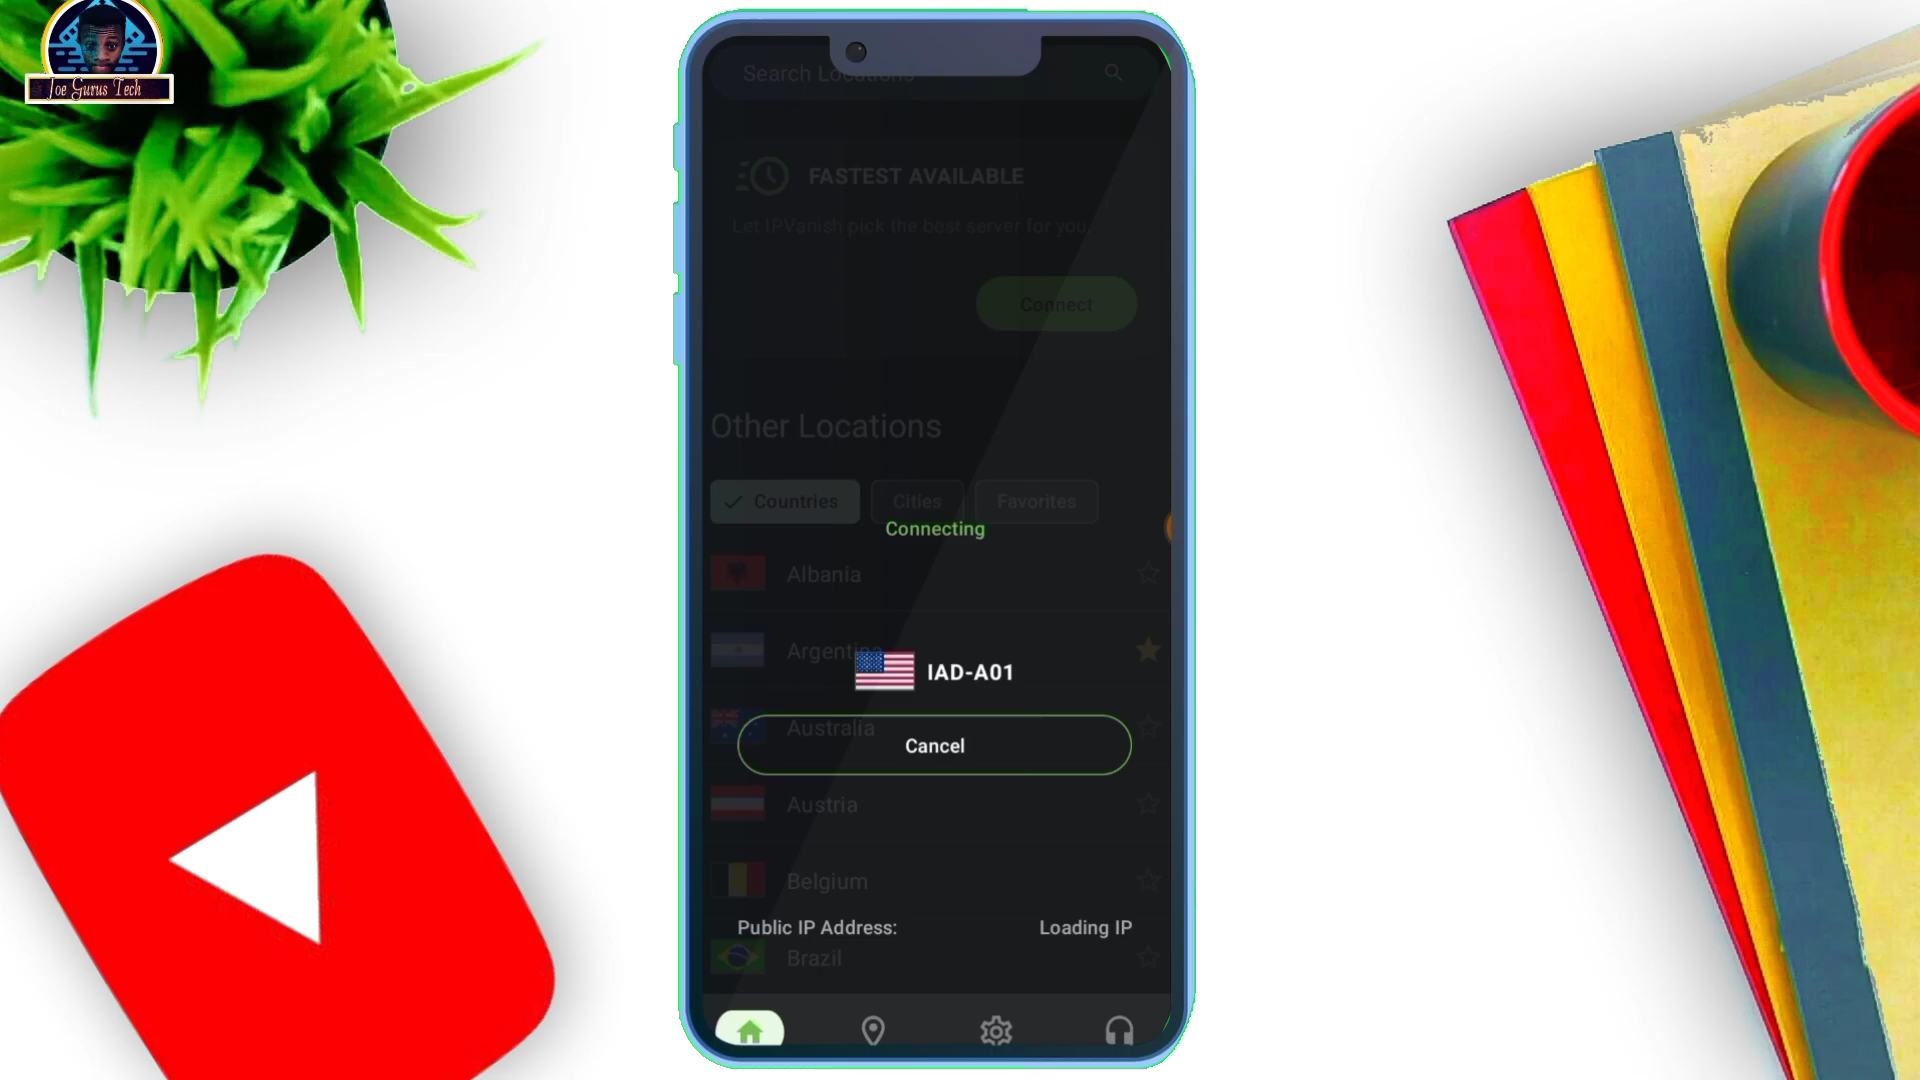 Joe Gurus Tech
Search Locations
FASTEST AVAILABLE
Let IPVanish pick the best server for you.
Connect
Other Locations
Countries
Cities
Favorites
Connecting
Albania
Argentina
IAD-A01
Australia
Cancel
Austria
Belgium
Public IP Address:
Loading IP
Brazil